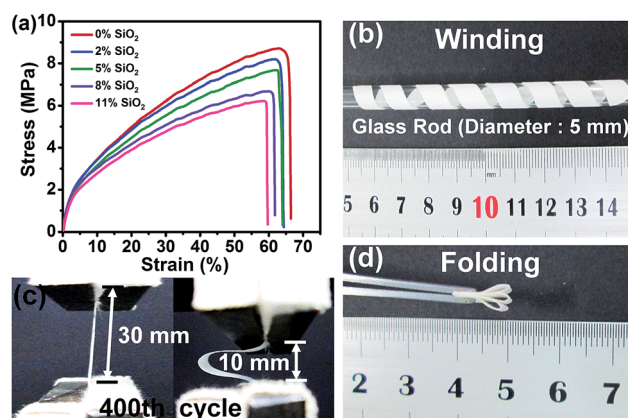 (a)
0% SiO2
2% SiO2
5% SiO2
8% SiO2
11% SiO2
Stress (MPa)
10
8
6
4
2
0
0 10 20 30 40 50 60 70
Strain (%)
(b)
Winding
Glass Rod (Diameter : 5 mm)
mm
5 6 7 8 9 10 11 12 13 14
(c)
30 mm
10 mm
400th cycle
(d)
Folding
2 3 4 5 6 7